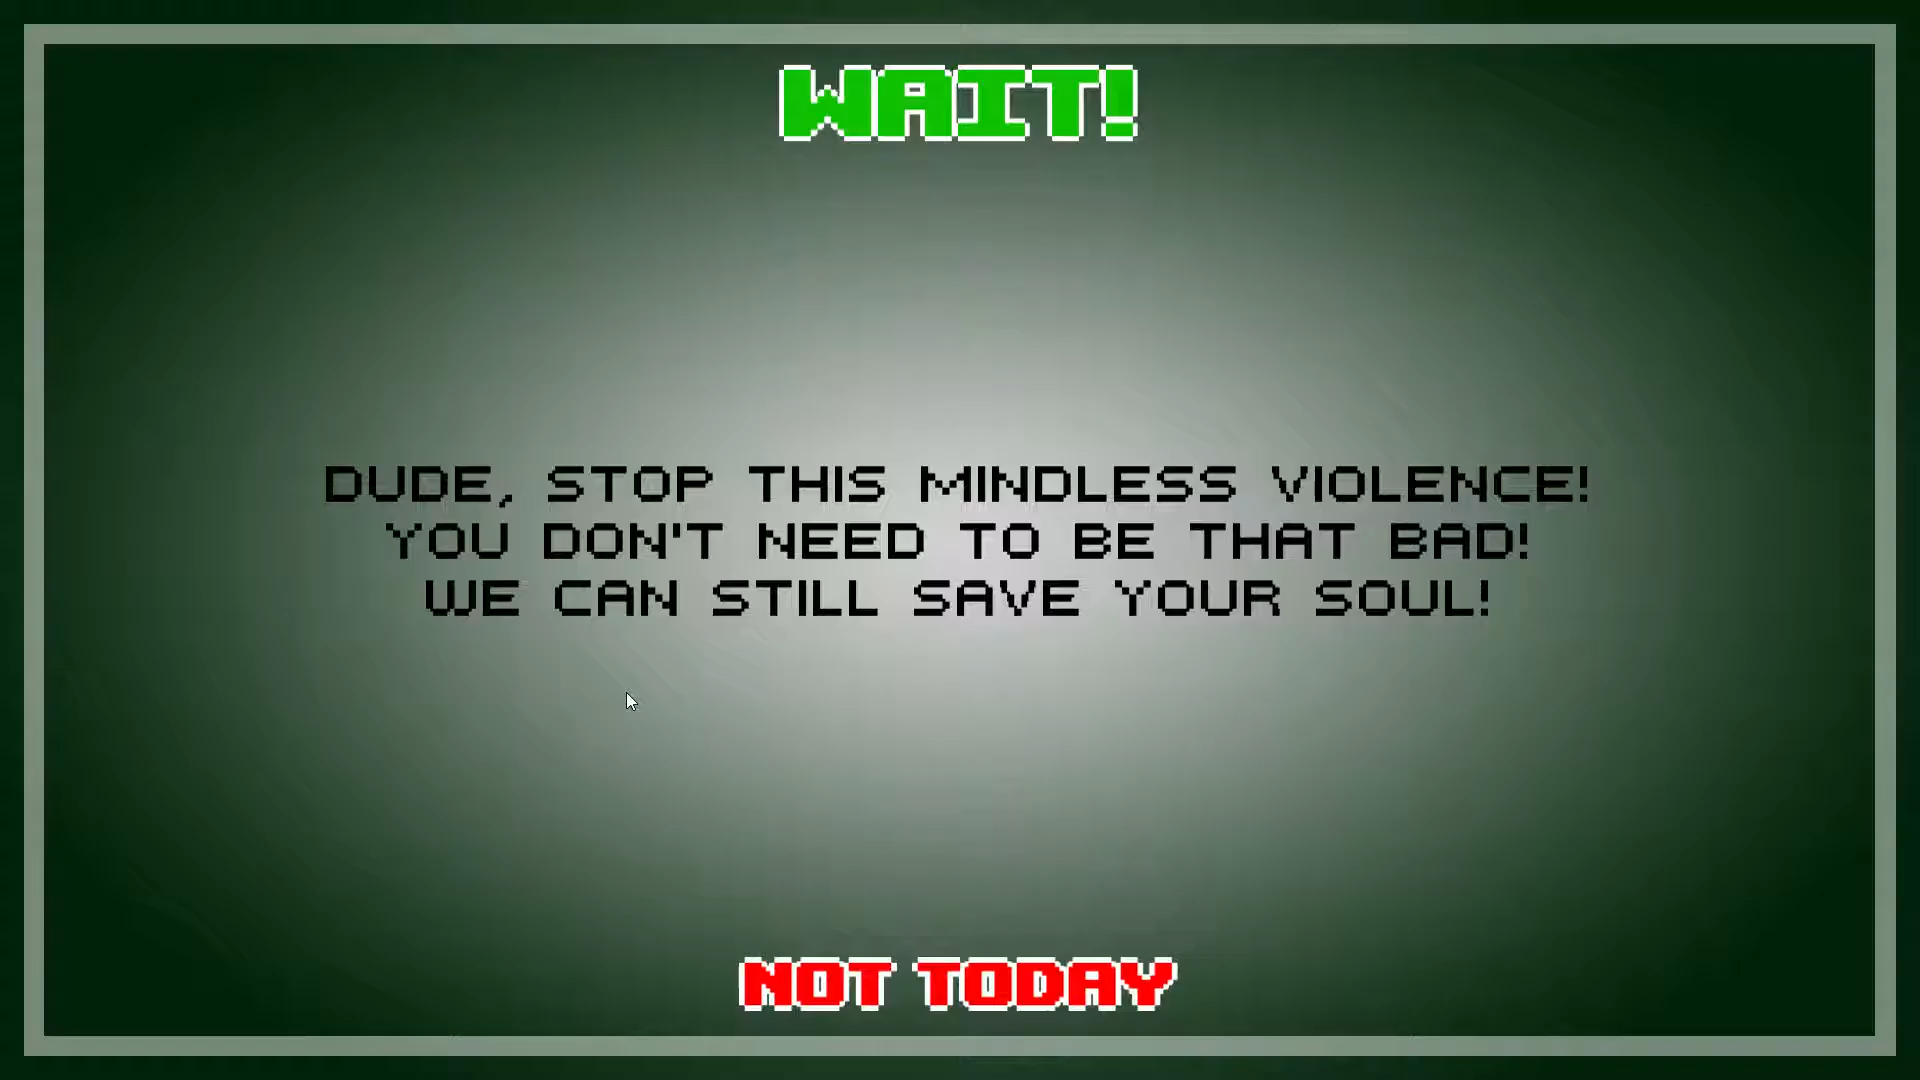 WAIT!
DUDE, STOP THIS MINDLESS VIOLENCE!
YOU DON'T NEED TO BE THAT BAD!
WE CAN STILL SAVE YOUR SOUL!
NOT TODAY